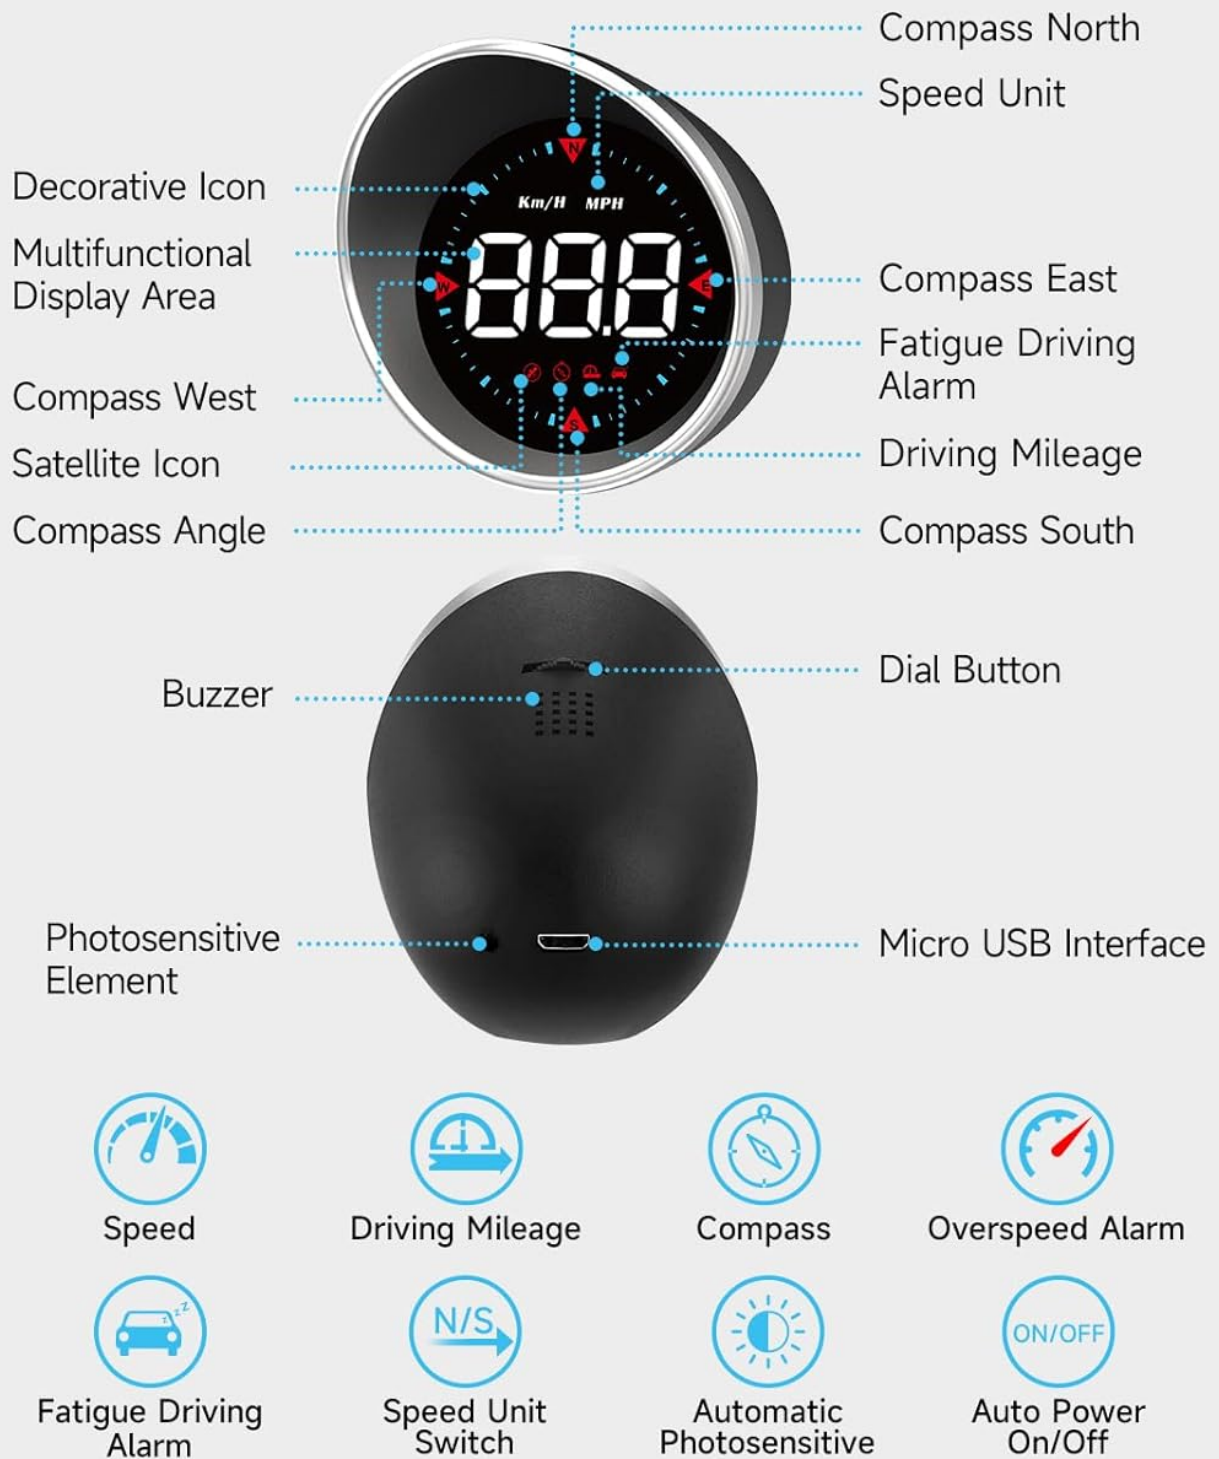 Compass North
Speed Unit
Decorative Icon
N
Km/H MPH
Multifunctional
Display Area
88.8
W
E
Compass East
Fatigue Driving
Alarm
Compass West
S
Driving Mileage
Satellite Icon
Compass Angle
Compass South
Dial Button
Buzzer
Photosensitive
Element
Micro USB Interface
Speed
Driving Mileage
Compass
Overspeed Alarm
z z z
N/S
ON/OFF
Fatigue Driving
Alarm
Speed Unit
Switch
Automatic
Photosensitive
Auto Power
On/Off